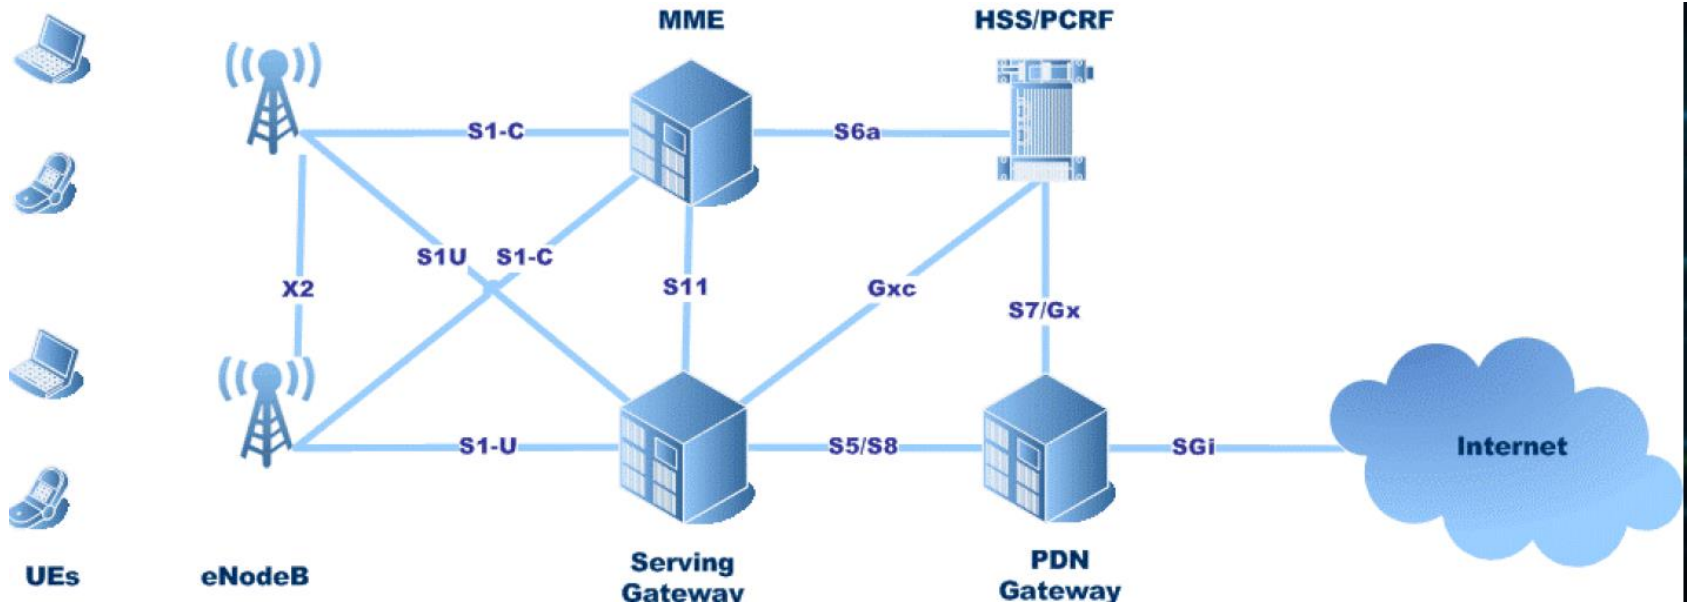 MME
HSS/PCRF
S1-C
S6a
S1U
S1-C
X2
S11
Gxc
S7/Gx
S1-U
S5/S8
SGi
Internet
UEs
eNodeB
Serving
Gateway
PDN
Gateway